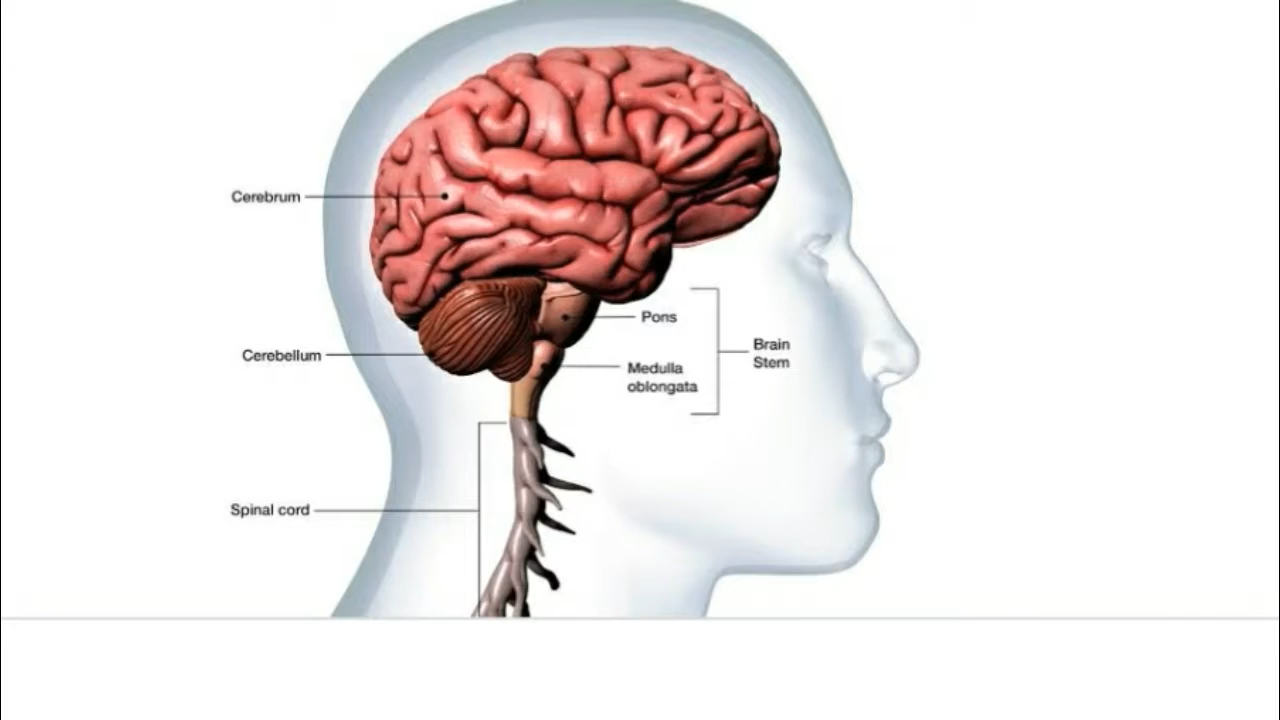 Cerebrum
Pons
Brain
Stem
Cerebellum
Medulla
oblongata
Spinal cord